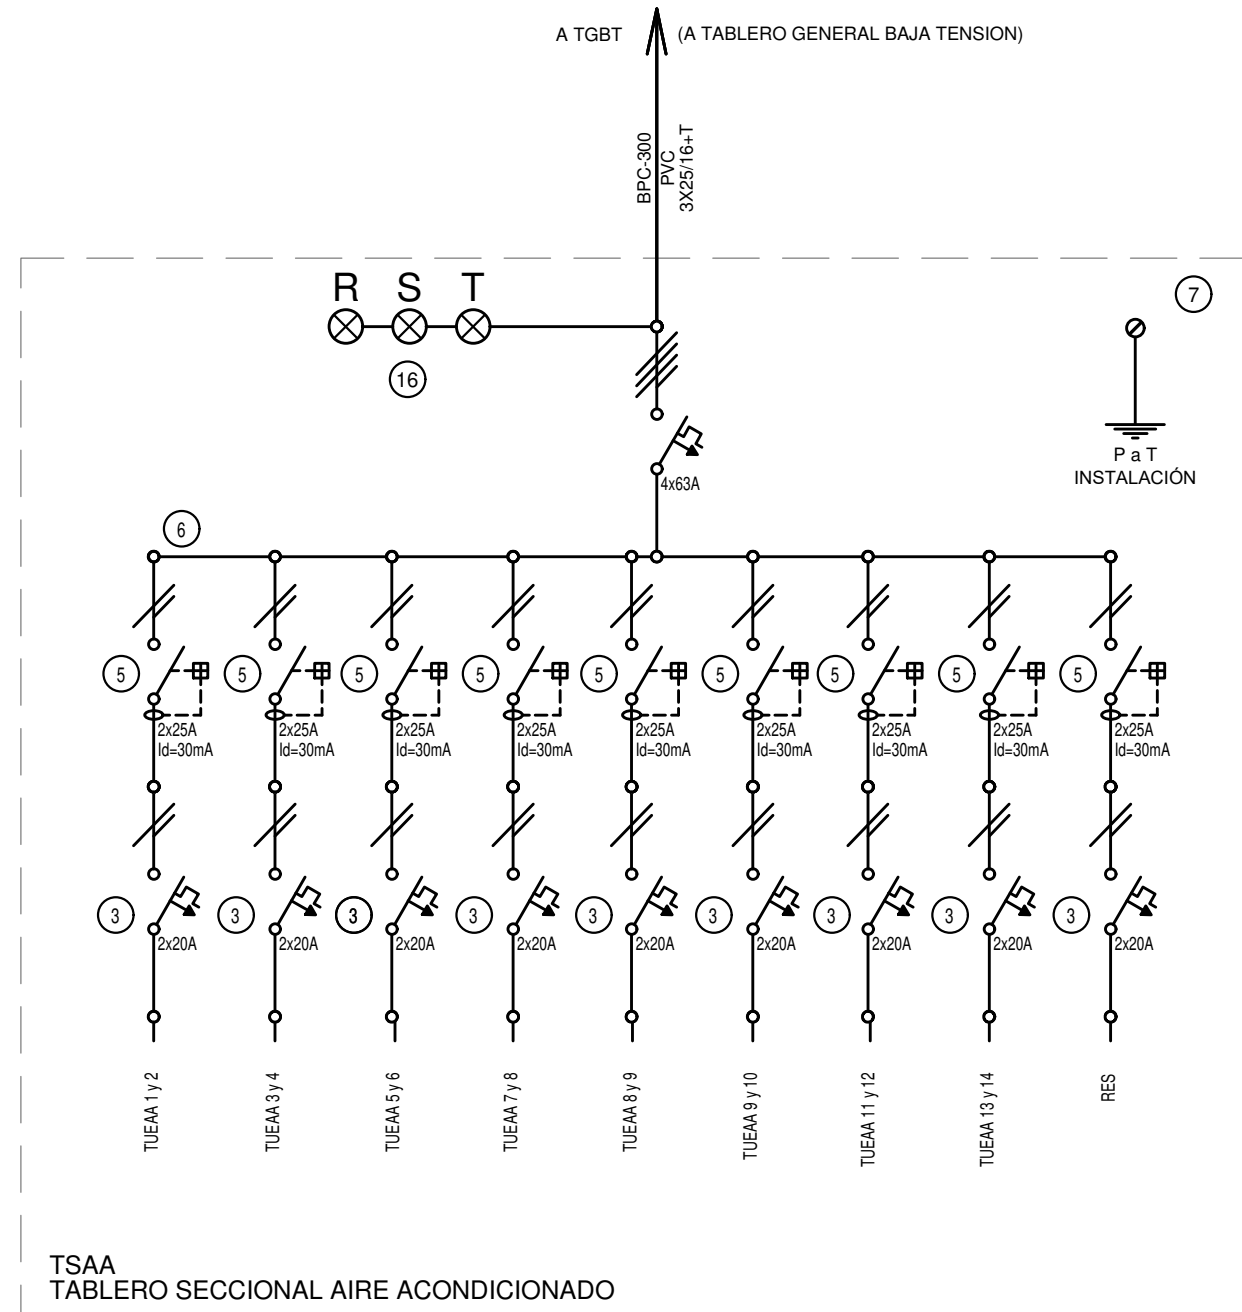 A TGBT (A TABLERO GENERAL BAJA TENSION)
BPC-300
PVC
3X25/16+T
R S T
16
7
P a T
INSTALACIÓN
4x63A
6
5 5 5 5 5 5 5 5 5
2x25A 2x25A 2x25A 2x25A 2x25A 2x25A 2x25A 2x25A 2x25A
Id=30mA Id=30mA Id=30mA Id=30mA Id=30mA Id=30mA Id=30mA Id=30mA Id=30mA
3 3 3 3 3 3 3 3 3
2x20A 2x20A 2x20A 2x20A 2x20A 2x20A 2x20A 2x20A 2x20A
TUEAA 1 y 2
TUEAA 3 y 4
TUEAA 5 y 6
TUEAA 7 y 8
TUEAA 8 y 9
TUEAA 9 y 10
TUEAA 11 y 12
TUEAA 13 y 14
RES
TSAA
TABLERO SECCIONAL AIRE ACONDICIONADO